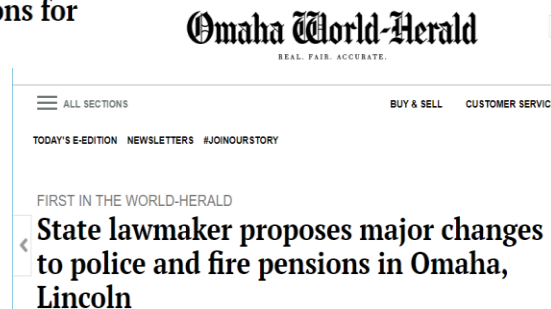 ons for
Omaha World-Herald
REAL. FAIR. ACCURATE.
ALL SECTIONS
BUY & SELL CUSTOMER SERVIC
TODAY'S E-EDITION NEWSLETTERS #JOINOURSTORY
FIRST IN THE WORLD-HERALD
State lawmaker proposes major changes
to police and fire pensions in Omaha,
Lincoln